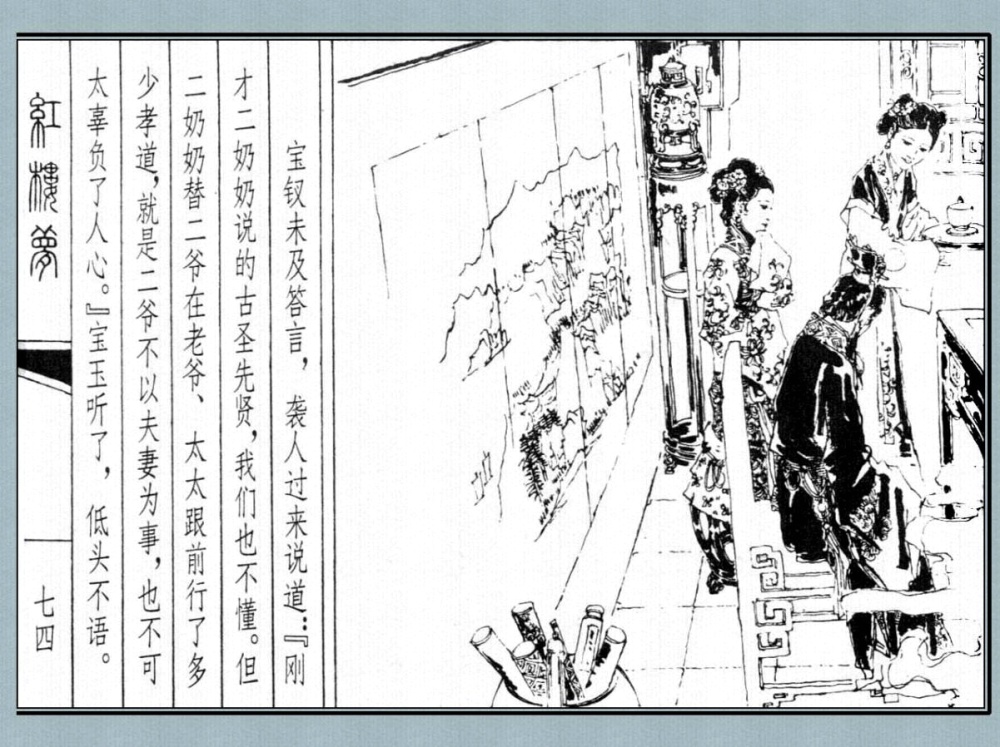 宝钗未及答言，袭人过来说道：『刚
才二奶奶说的古圣先贤，我们也不懂。但
二奶奶替二爷在老爷、太太跟前行了多
少孝道，就是二爷不以夫妻为事，也不可
太辜负了人心。』宝玉听了，低头不语。
紅樓夢
七四